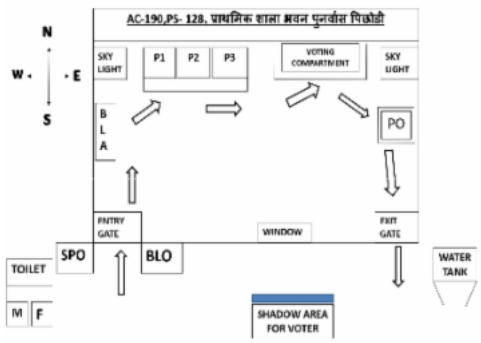 AC-190,PS- 128, प्राथमिक शाला भवन पुनर्वास पिछोडी
N
W E
S
SKY
LIGHT
P1 P2 P3
VOTING
COMPARTMENT
SKY
LIGHT
B
L
A
PO
ENTRY
GATE
WINDOW
EXIT
GATE
SPO
BLO
TOILET
M F
WATER
TANK
SHADOW AREA
FOR VOTER